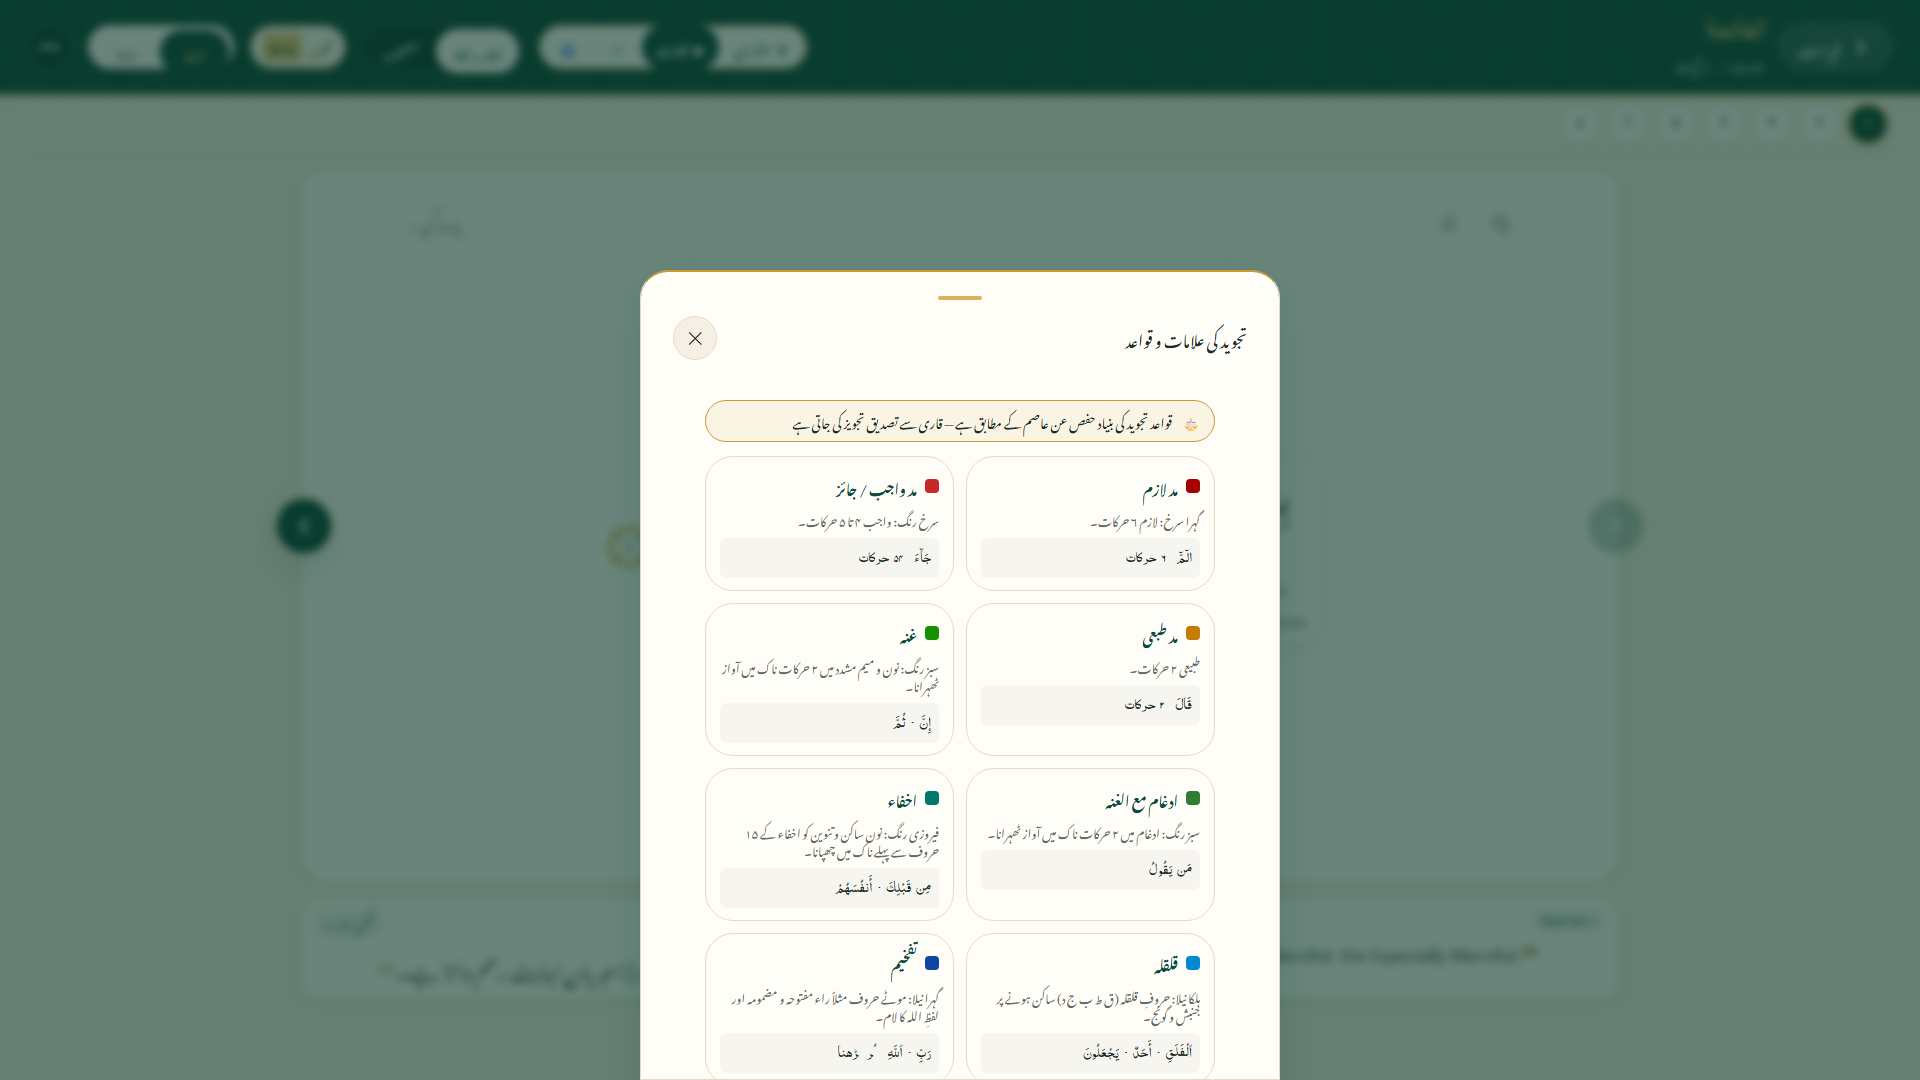 تجوید کی علامات و قواعد
قواعد تجوید کی بنیاد حفص عن عاصم کے مطابق ہے – قاری سے تصدیق تجویز کی جاتی ہے
مد لازم
گہرا سرخ: لازم ٦ حرکات۔
الٓمّٓ ٦ حرکات
مد واجب / جائز
سرخ رنگ: واجب ۴ تا ۵ حرکات۔
جَآءَ ۵۴ حرکات
مد طبعی
طبیعی ۲ حرکات۔
قَالَ ۲ حرکات
غنہ
سبز رنگ: نون و میم مشدد میں ۲ حرکات ناک میں آواز
ٹھہرانا۔
إِنَّ · ثُمَّ
ادغام مع الغنہ
سبز رنگ: ادغام میں ۲ حرکات ناک میں آواز ٹھہرانا۔
مَن يَقُولُ
اخفاء
فیروزی رنگ: نون ساکن و تنوین کو اخفاء کے ۱۵
حروف سے پہلے ناک میں چھپانا۔
مِن قَبْلِكَ · أَنفُسَهُمْ
قلقلہ
ہلکا نیلا: حروفِ قلقلہ (ق ط ب ج د) ساکن ہونے پر
جنبش و گونج۔
ٱلْفَلَقِ · أَحَدٌ · يَجْعَلُونَ
تفخیم
گہرا نیلا: موٹے حروف مثلاً راء مفتوحہ و مضمومہ اور
لفظِ اللہ کا لام۔
رَبِّ · ٱللَّهِ